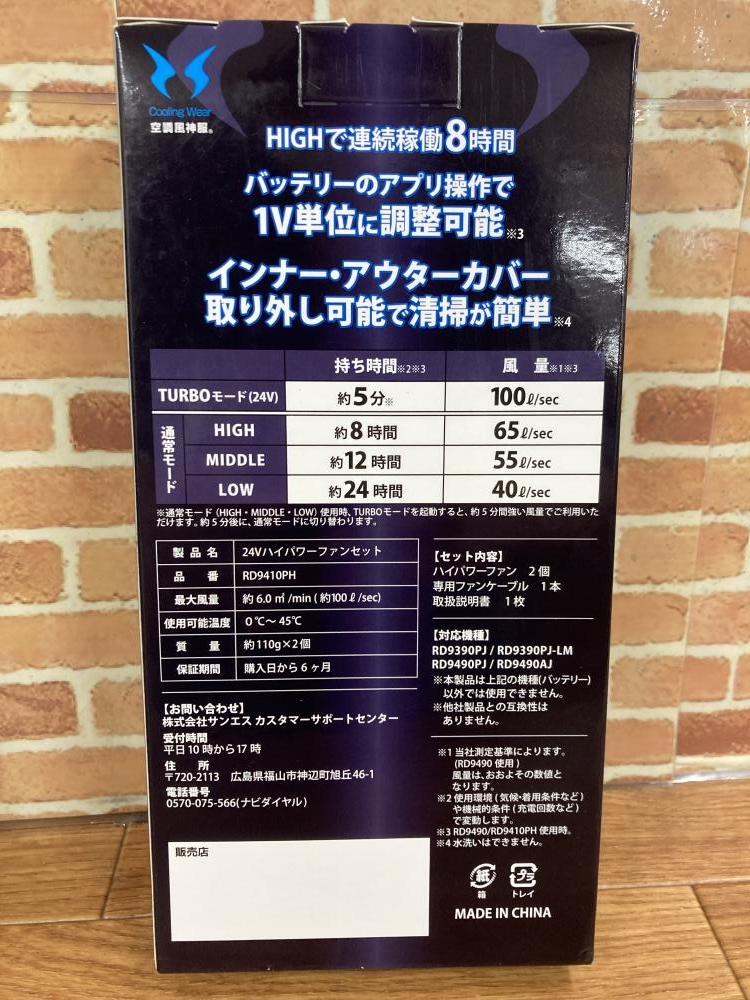 Cooling Wear
空調風神服®
HIGHで連続稼働8時間
バッテリーのアプリ操作で
1V単位に調整可能※3
インナー・アウターカバー
取り外し可能で清掃が簡単※4
持ち時間※2※3 風 量※1※3
TURBOモード(24V) 約5分※ 100ℓ/sec
通常モード
HIGH 約8時間 65ℓ/sec
MIDDLE 約12時間 55ℓ/sec
LOW 約24時間 40ℓ/sec
※通常モード(HIGH・MIDDLE・LOW)使用時、TURBOモードを起動すると、約5分間強い風量でご利用いた
だけます。約5分後に、通常モードに切り替わります。
製品名 24Vハイパワーファンセット
品 番 RD9410PH
最大風量 約6.0㎥/min(約100ℓ/sec)
使用可能温度 0℃~45℃
質 量 約110g×2個
保証期間 購入日から6ヶ月
【お問い合わせ】
株式会社サンエス カスタマーサポートセンター
受付時間
平日10時から17時
住 所
〒720-2113 広島県福山市神辺町旭丘46-1
電話番号
0570-075-566(ナビダイヤル)
販売店
【セット内容】
ハイパワーファン 2個
専用ファンケーブル 1本
取扱説明書 1枚
【対応機種】
RD9390PJ / RD9390PJ-LM
RD9490PJ / RD9490AJ
※本製品は上記の機種(バッテリー)
以外では使用できません。
※他社製品との互換性は
ありません。
※1 当社測定基準によります。
(RD9490使用)
風量は、おおよその数値と
なります。
※2 使用環境(気候・着用条件など)
や機械的条件(充電回数など)
で変動します。
※3 RD9490/RD9410PH使用時。
※4 水洗いはできません。
紙
箱
プラ
トレイ
MADE IN CHINA